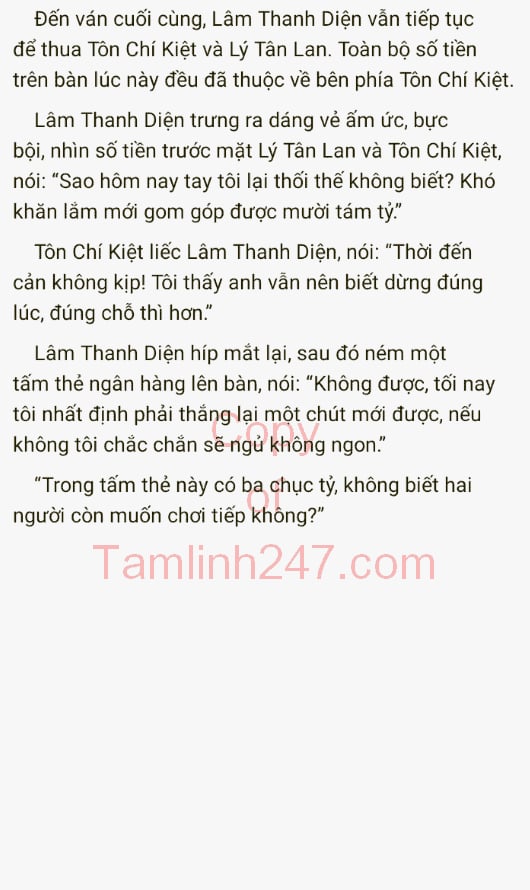 Đến ván cuối cùng, Lâm Thanh Diện vẫn tiếp tục
để thua Tôn Chí Kiệt và Lý Tân Lan. Toàn bộ số tiền
trên bàn lúc này đều đã thuộc về bên phía Tôn Chí Kiệt.
Lâm Thanh Diện trưng ra dáng vẻ ấm ức, bực
bội, nhìn số tiền trước mặt Lý Tân Lan và Tôn Chí Kiệt,
nói: “Sao hôm nay tay tôi lại thối thế không biết? Khó
khăn lắm mới gom góp được mười tám tỷ.”
Tôn Chí Kiệt liếc Lâm Thanh Diện, nói: “Thời đến
cản không kịp! Tôi thấy anh vẫn nên biết dừng đúng
lúc, đúng chỗ thì hơn.”
Lâm Thanh Diện híp mắt lại, sau đó ném một
tấm thẻ ngân hàng lên bàn, nói: “Không được, tối nay
tôi nhất định phải thắng lại một chút mới được, nếu
không tôi chắc chắn sẽ ngủ không ngon.”
Copy
“Trong tấm thẻ này có ba chục tỷ, không biết hai
of
người còn muốn chơi tiếp không?”
Tamlinh247.com